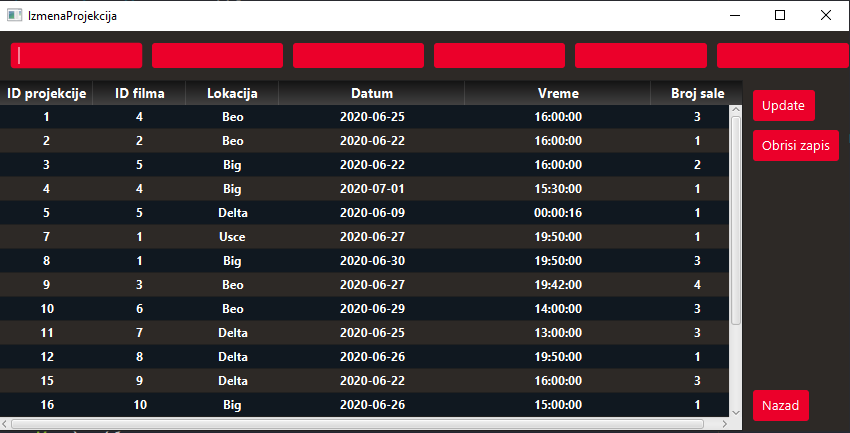 IzmenaProjekcija
ID projekcije ID filma Lokacija Datum Vreme Broj sale
1 4 Beo 2020-06-25 16:00:00 3
2 2 Beo 2020-06-22 16:00:00 1
3 5 Big 2020-06-22 16:00:00 2
4 4 Big 2020-07-01 15:30:00 1
5 5 Delta 2020-06-09 00:00:16 1
7 1 Usce 2020-06-27 19:50:00 1
8 1 Big 2020-06-30 19:50:00 3
9 3 Beo 2020-06-27 19:42:00 4
10 6 Beo 2020-06-29 14:00:00 3
11 7 Delta 2020-06-25 13:00:00 3
12 8 Delta 2020-06-26 19:50:00 1
15 9 Delta 2020-06-22 16:00:00 3
16 10 Big 2020-06-26 15:00:00 1
Update
Obrisi zapis
Nazad